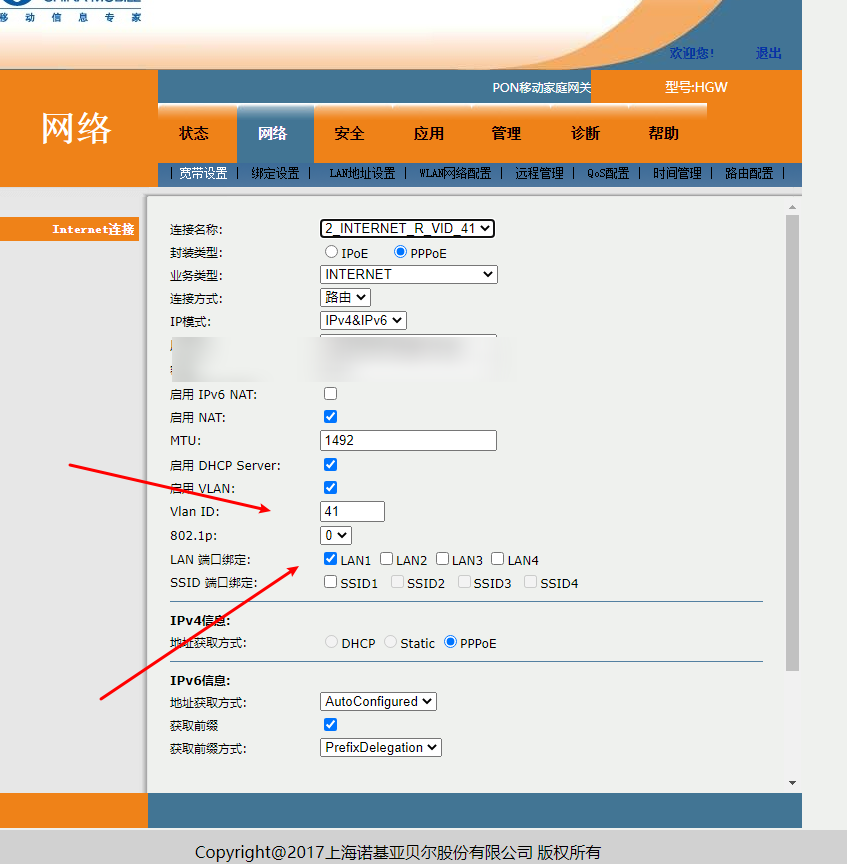 移 动 信 息 专 家
欢迎您! 退出
PON移动家庭网关 型号:HGW
网络
状态 网络 安全 应用 管理 诊断 帮助
宽带设置 绑定设置 LAN地址设置 WLAN网络配置 远程管理 QoS配置 时间管理 路由配置
Internet连接
连接名称: 2_INTERNET_R_VID_41
封装类型: IPoE PPPoE
业务类型: INTERNET
连接方式: 路由
IP模式: IPv4&IPv6
启用 IPv6 NAT:
启用 NAT:
MTU: 1492
启用 DHCP Server:
启用 VLAN:
Vlan ID: 41
802.1p: 0
LAN 端口绑定: LAN1 LAN2 LAN3 LAN4
SSID 端口绑定: SSID1 SSID2 SSID3 SSID4
IPv4信息:
地址获取方式: DHCP Static PPPoE
IPv6信息:
地址获取方式: AutoConfigured
获取前缀
获取前缀方式: PrefixDelegation
Copyright@2017上海诺基亚贝尔股份有限公司 版权所有